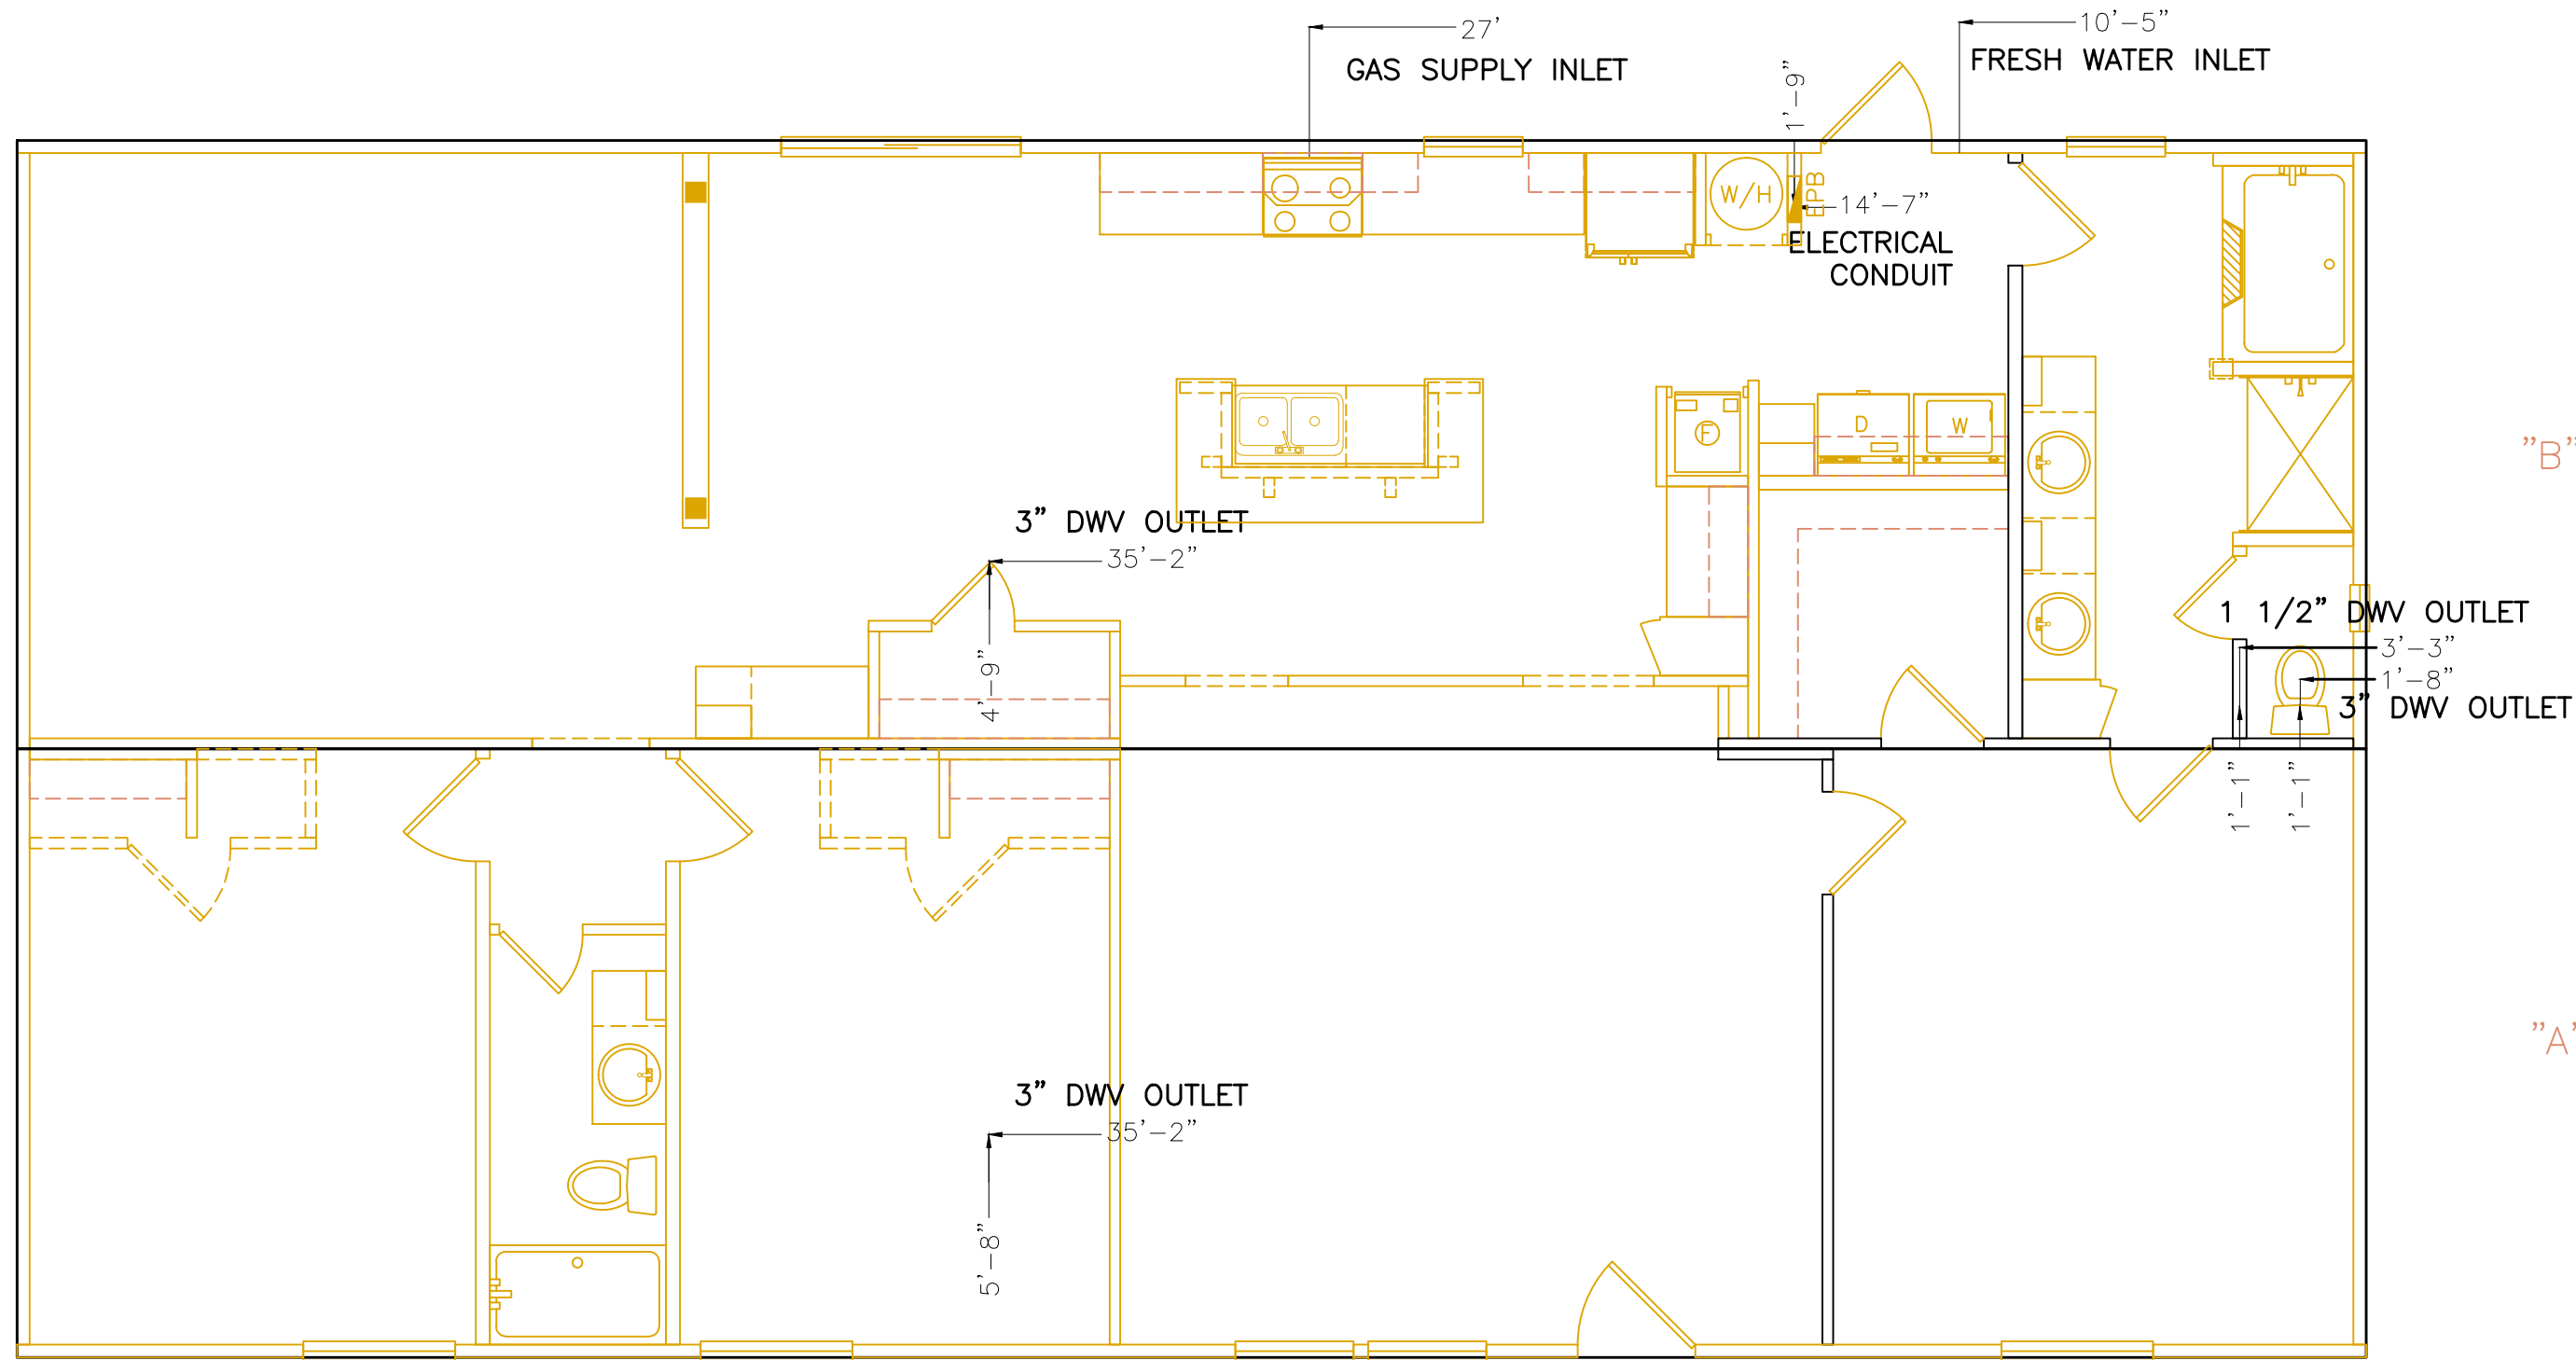 27'
10'-5"
GAS SUPPLY INLET
FRESH WATER INLET
1'-9"
W/H
EPB
14'-7"
ELECTRICAL
CONDUIT
F
D
W
"B"
3" DWV OUTLET
35'-2"
4'-9"
1 1/2" DWV OUTLET
3'-3"
1'-8"
3" DWV OUTLET
1'-1"
1'-1"
"A"
3" DWV OUTLET
35'-2"
5'-8"